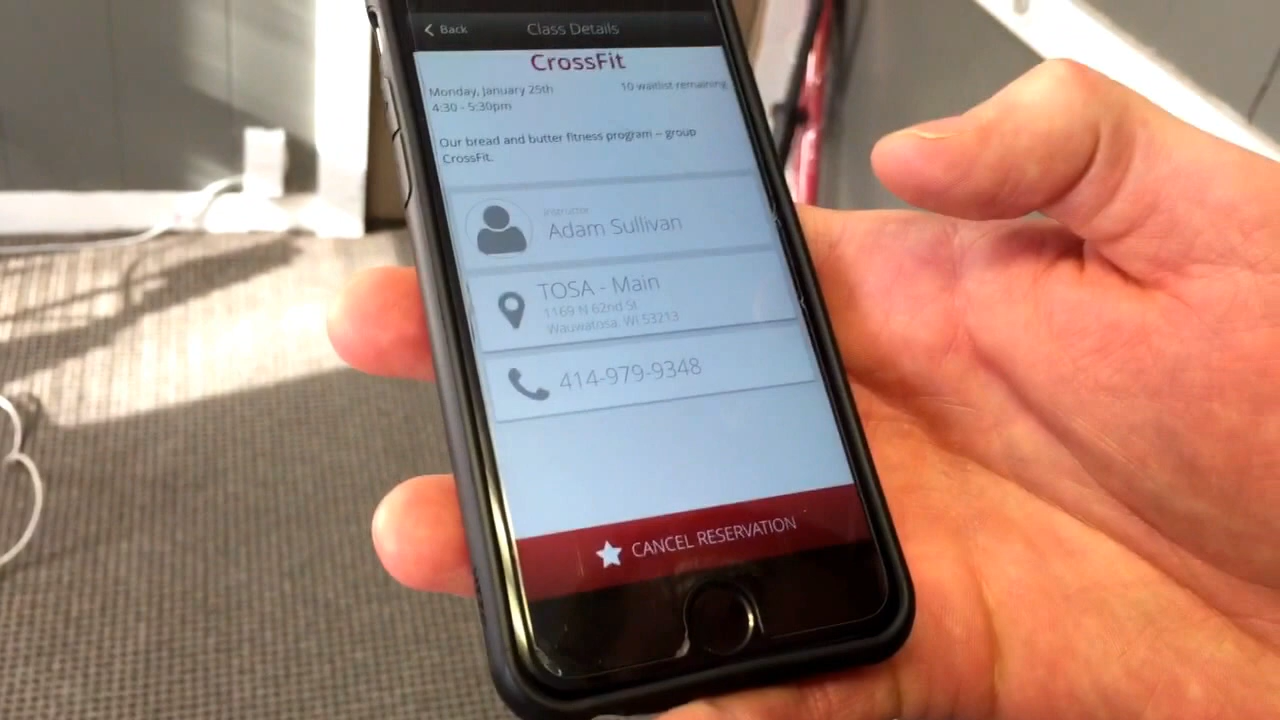 Back
Class Details
CrossFit
Monday, January 25th
10 waitlist remaining
4:30 - 5:30pm
Our bread and butter fitness program – group
CrossFit.
Instructor
Adam Sullivan
TOSA - Main
1169 N 62nd St
Wauwatosa, WI 53213
414-979-9348
CANCEL RESERVATION